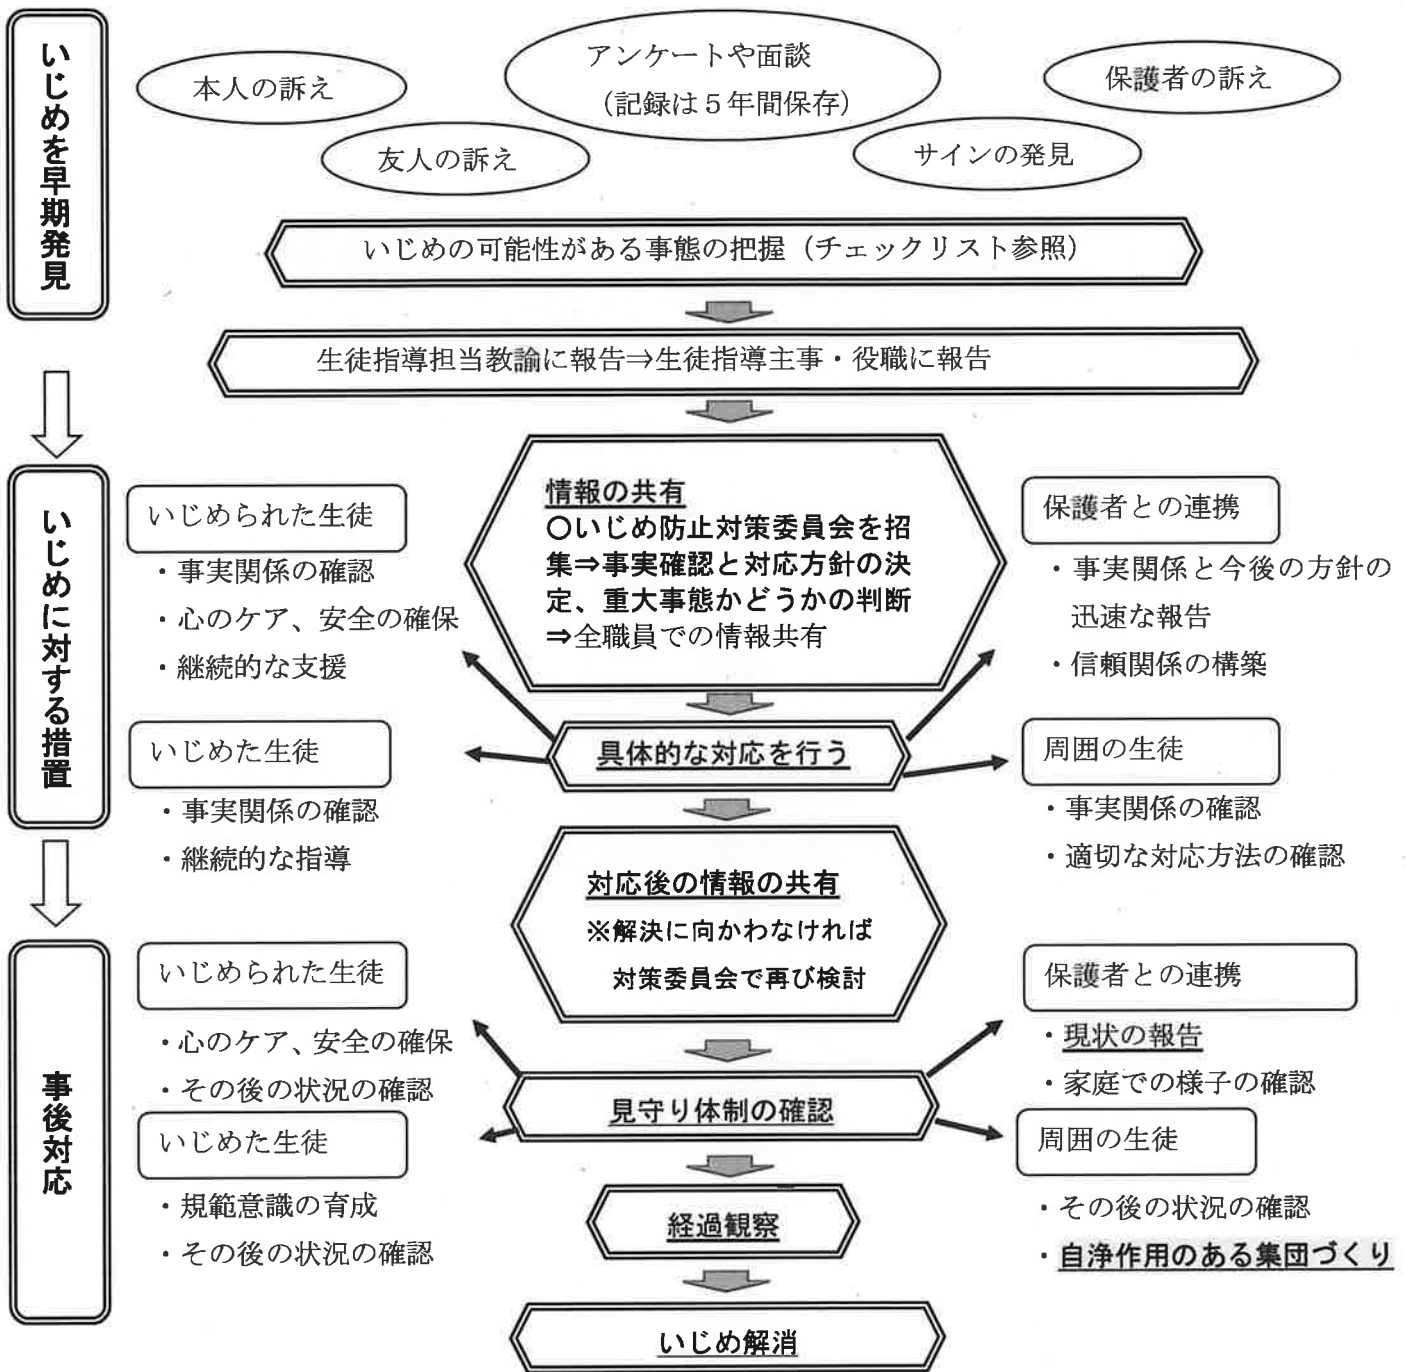 いじめを早期発見
本人の訴え
アンケートや面談
（記録は５年間保存）
保護者の訴え
友人の訴え
サインの発見
いじめの可能性がある事態の把握（チェックリスト参照）
生徒指導担当教諭に報告⇒生徒指導主事・役職に報告
いじめに対する措置
情報の共有
〇いじめ防止対策委員会を招
集⇒事実確認と対応方針の決
定、重大事態かどうかの判断
⇒全職員での情報共有
いじめられた生徒
・事実関係の確認
・心のケア、安全の確保
・継続的な支援
保護者との連携
・事実関係と今後の方針の
迅速な報告
・信頼関係の構築
具体的な対応を行う
いじめた生徒
・事実関係の確認
・継続的な指導
周囲の生徒
・事実関係の確認
・適切な対応方法の確認
対応後の情報の共有
※解決に向かわなければ
対策委員会で再び検討
事後対応
いじめられた生徒
・心のケア、安全の確保
・その後の状況の確認
保護者との連携
・現状の報告
・家庭での様子の確認
見守り体制の確認
いじめた生徒
・規範意識の育成
・その後の状況の確認
周囲の生徒
・その後の状況の確認
・自浄作用のある集団づくり
経過観察
いじめ解消